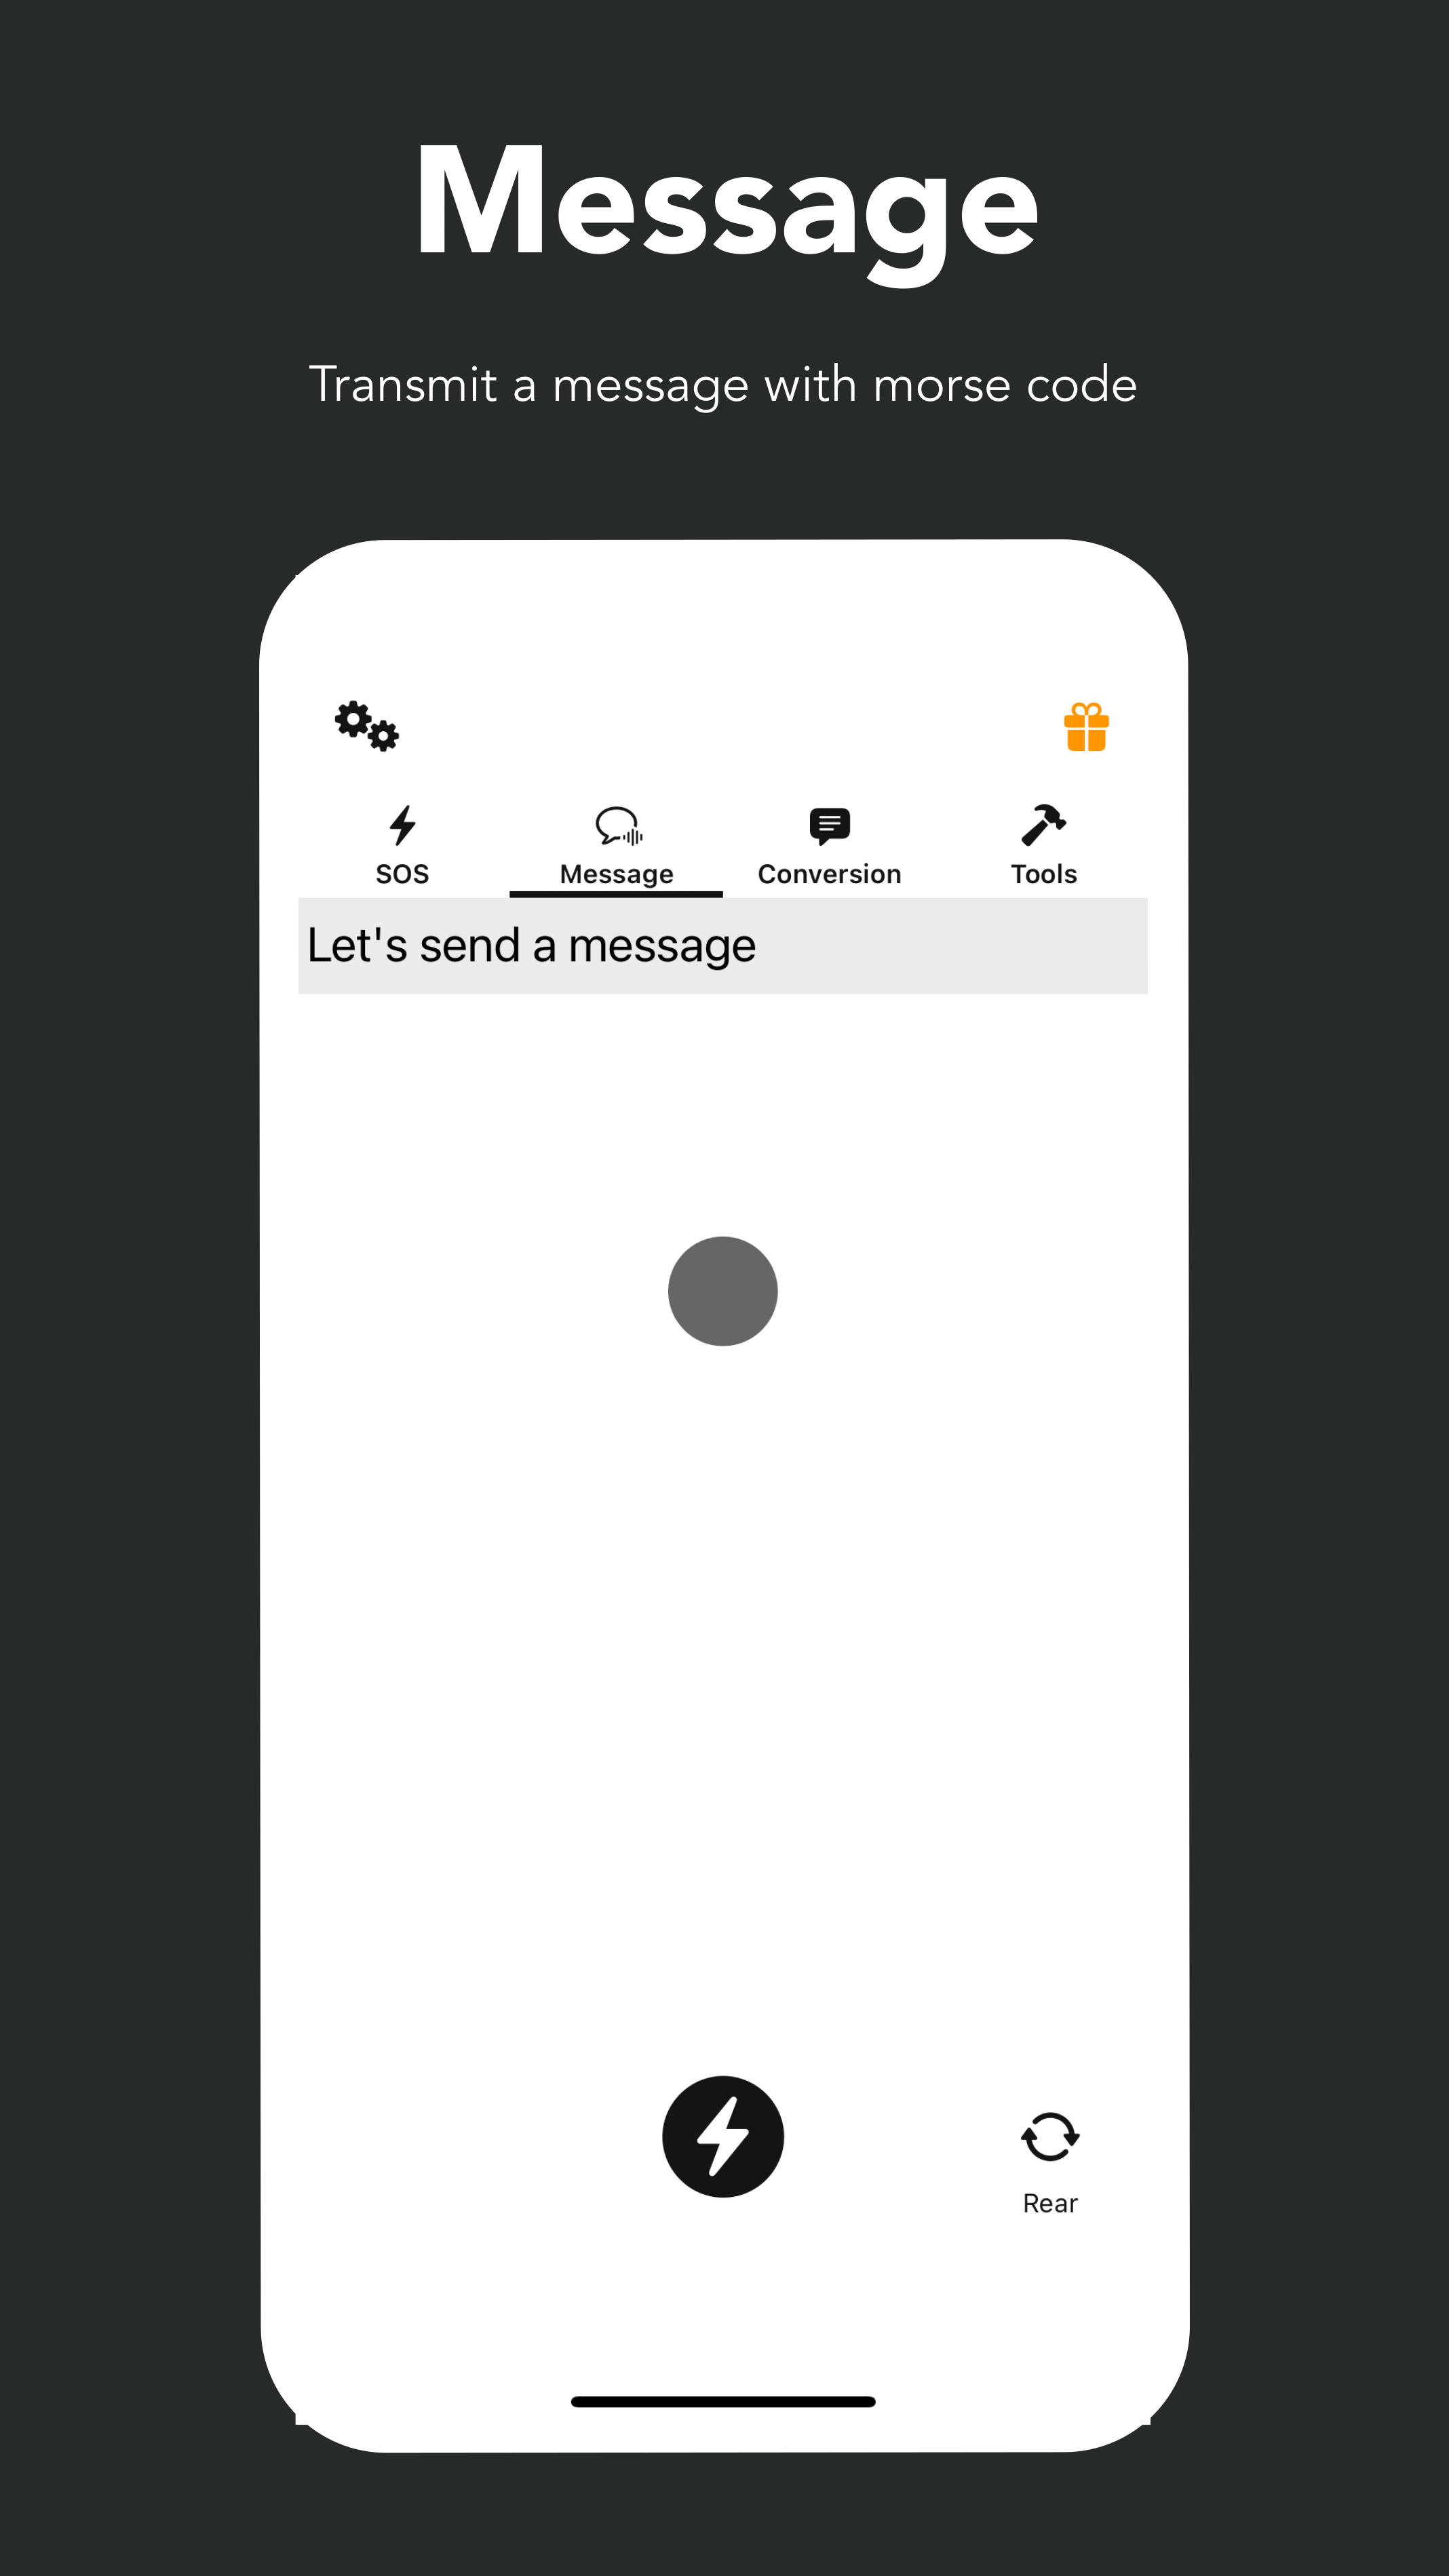 Message
Transmit a message with morse code
SOS
Message
Conversion
Tools
Let's send a message
Rear